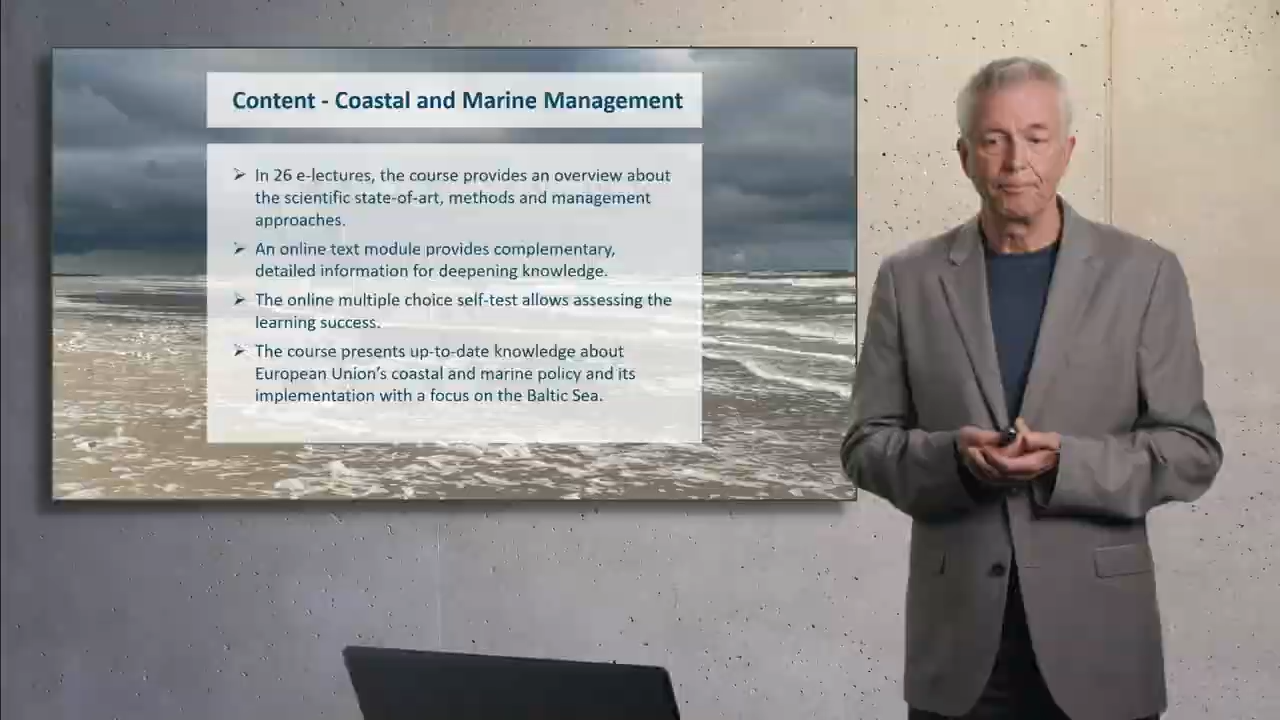 Content - Coastal and Marine Management
➢ In 26 e-lectures, the course provides an overview about
the scientific state-of-art, methods and management
approaches.
➢ An online text module provides complementary,
detailed information for deepening knowledge.
➢ The online multiple choice self-test allows assessing the
learning success.
➢ The course presents up-to-date knowledge about
European Union's coastal and marine policy and its
implementation with a focus on the Baltic Sea.